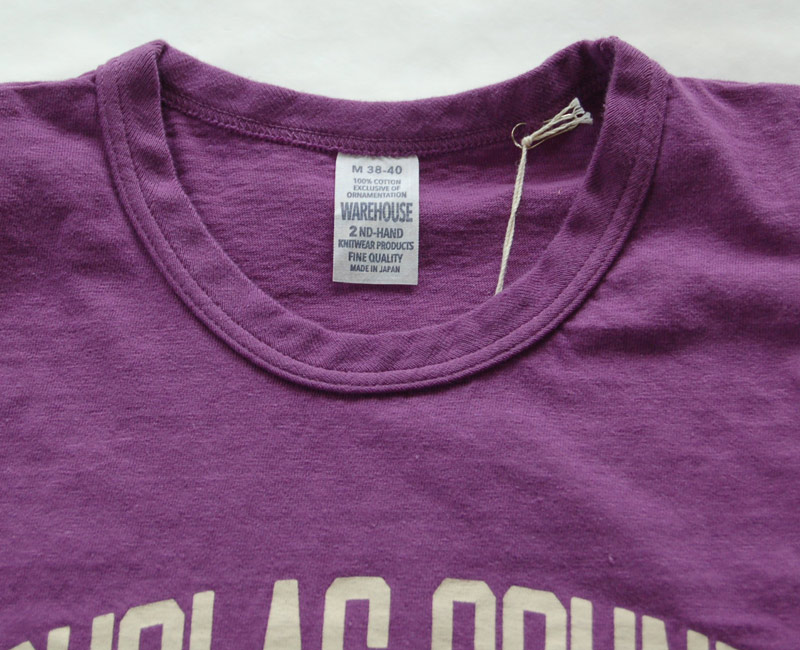 M 38-40
100% COTTON
EXCLUSIVE OF
ORNAMENTATION
WAREHOUSE
2 ND-HAND
KNITWEAR PRODUCTS
FINE QUALITY
MADE IN JAPAN